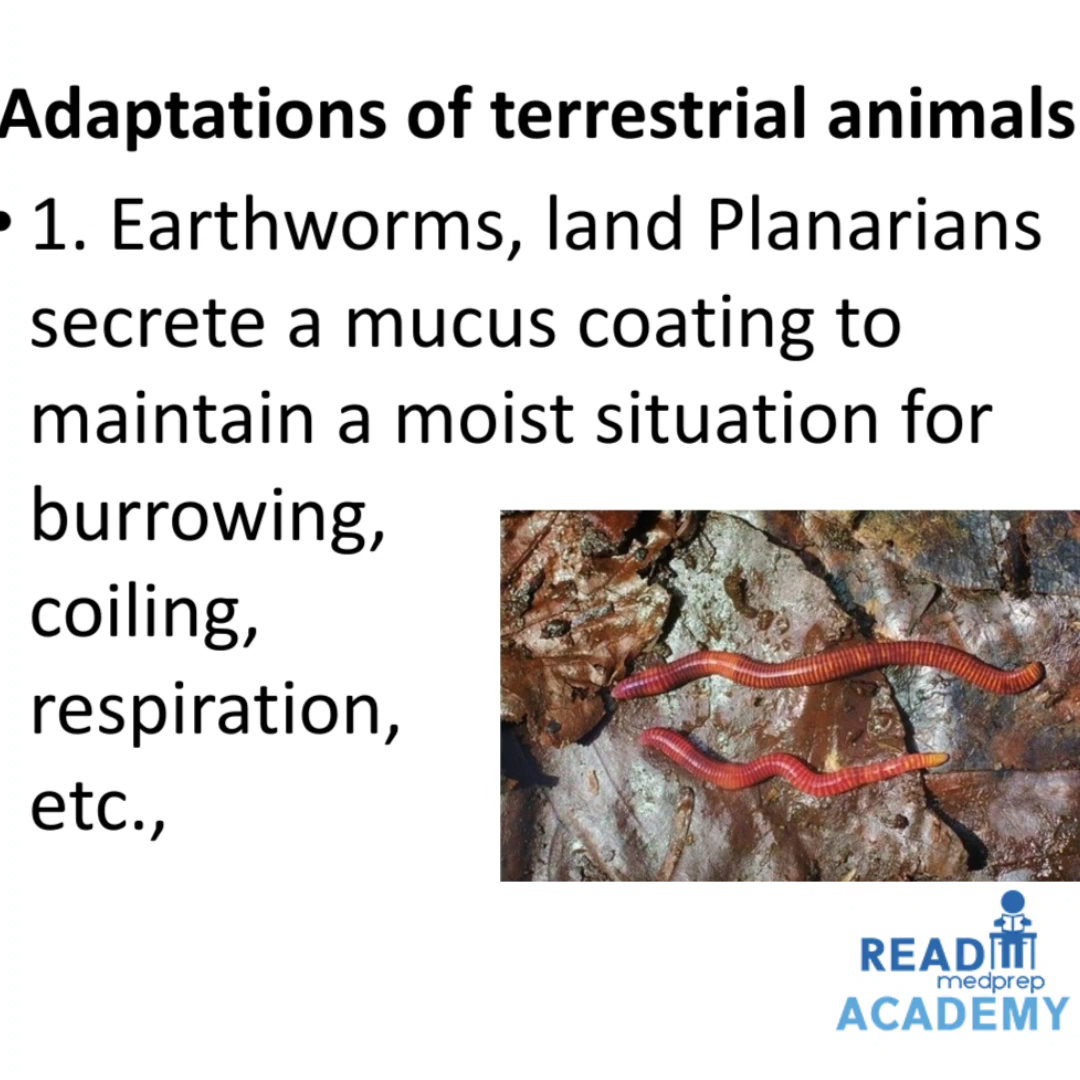 Adaptations of terrestrial animals
• 1. Earthworms, land Planarians
secrete a mucus coating to
maintain a moist situation for
burrowing,
coiling,
respiration,
etc.,
READ
medprep
ACADEMY